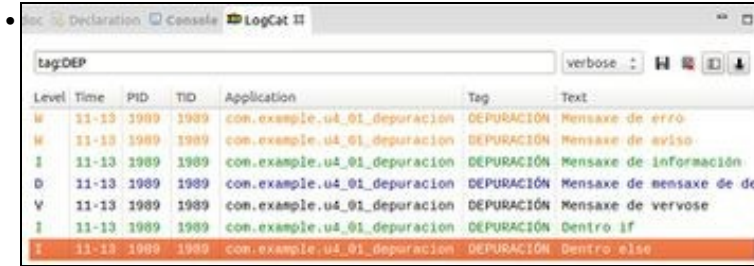 doc Declaration Console LogCat
tag:DEP verbose
Level Time PID TID Application Tag Text
W 11-13 1989 1989 com.example.u4_01_depuracion DEPURACIÓN Mensaxe de erro
W 11-13 1989 1989 com.example.u4_01_depuracion DEPURACIÓN Mensaxe de aviso
I 11-13 1989 1989 com.example.u4_01_depuracion DEPURACIÓN Mensaxe de información
D 11-13 1989 1989 com.example.u4_01_depuracion DEPURACIÓN Mensaxe de mensaxe de de
V 11-13 1989 1989 com.example.u4_01_depuracion DEPURACIÓN Mensaxe de vervose
I 11-13 1989 1989 com.example.u4_01_depuracion DEPURACIÓN Dentro if
I 11-13 1989 1989 com.example.u4_01_depuracion DEPURACIÓN Dentro else